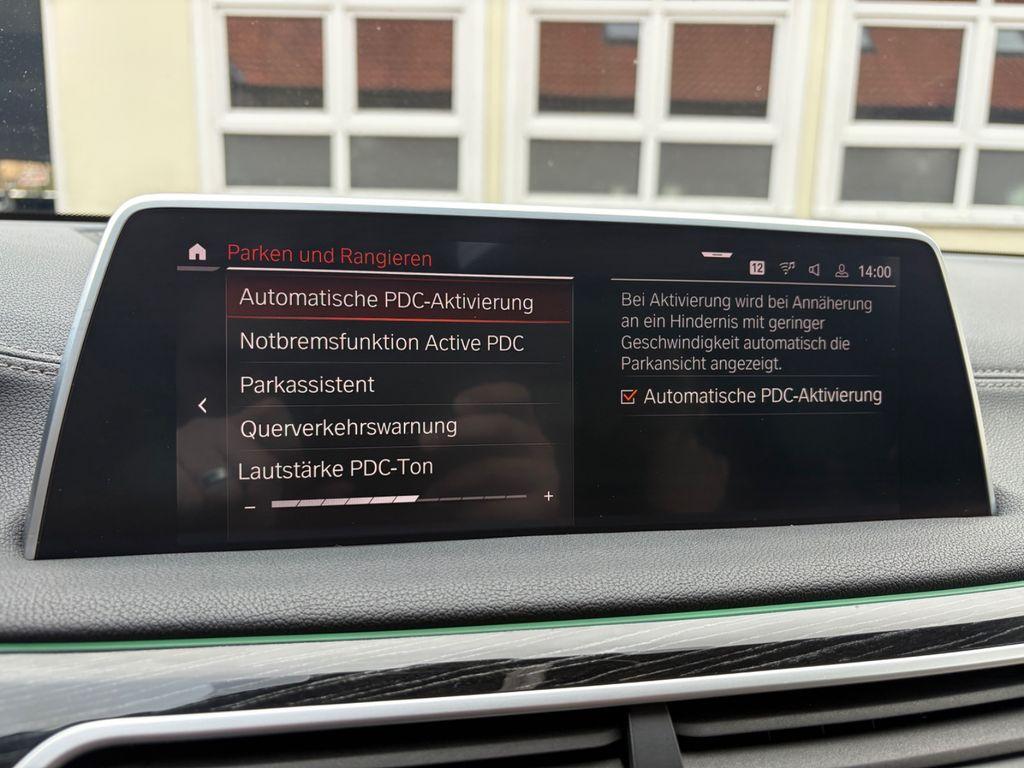 Parken und Rangieren
12
14:00
Automatische PDC-Aktivierung
Notbremsfunktion Active PDC
Parkassistent
Querverkehrswarnung
Lautstärke PDC-Ton
– +
Bei Aktivierung wird bei Annäherung
an ein Hindernis mit geringer
Geschwindigkeit automatisch die
Parkansicht angezeigt.
Automatische PDC-Aktivierung